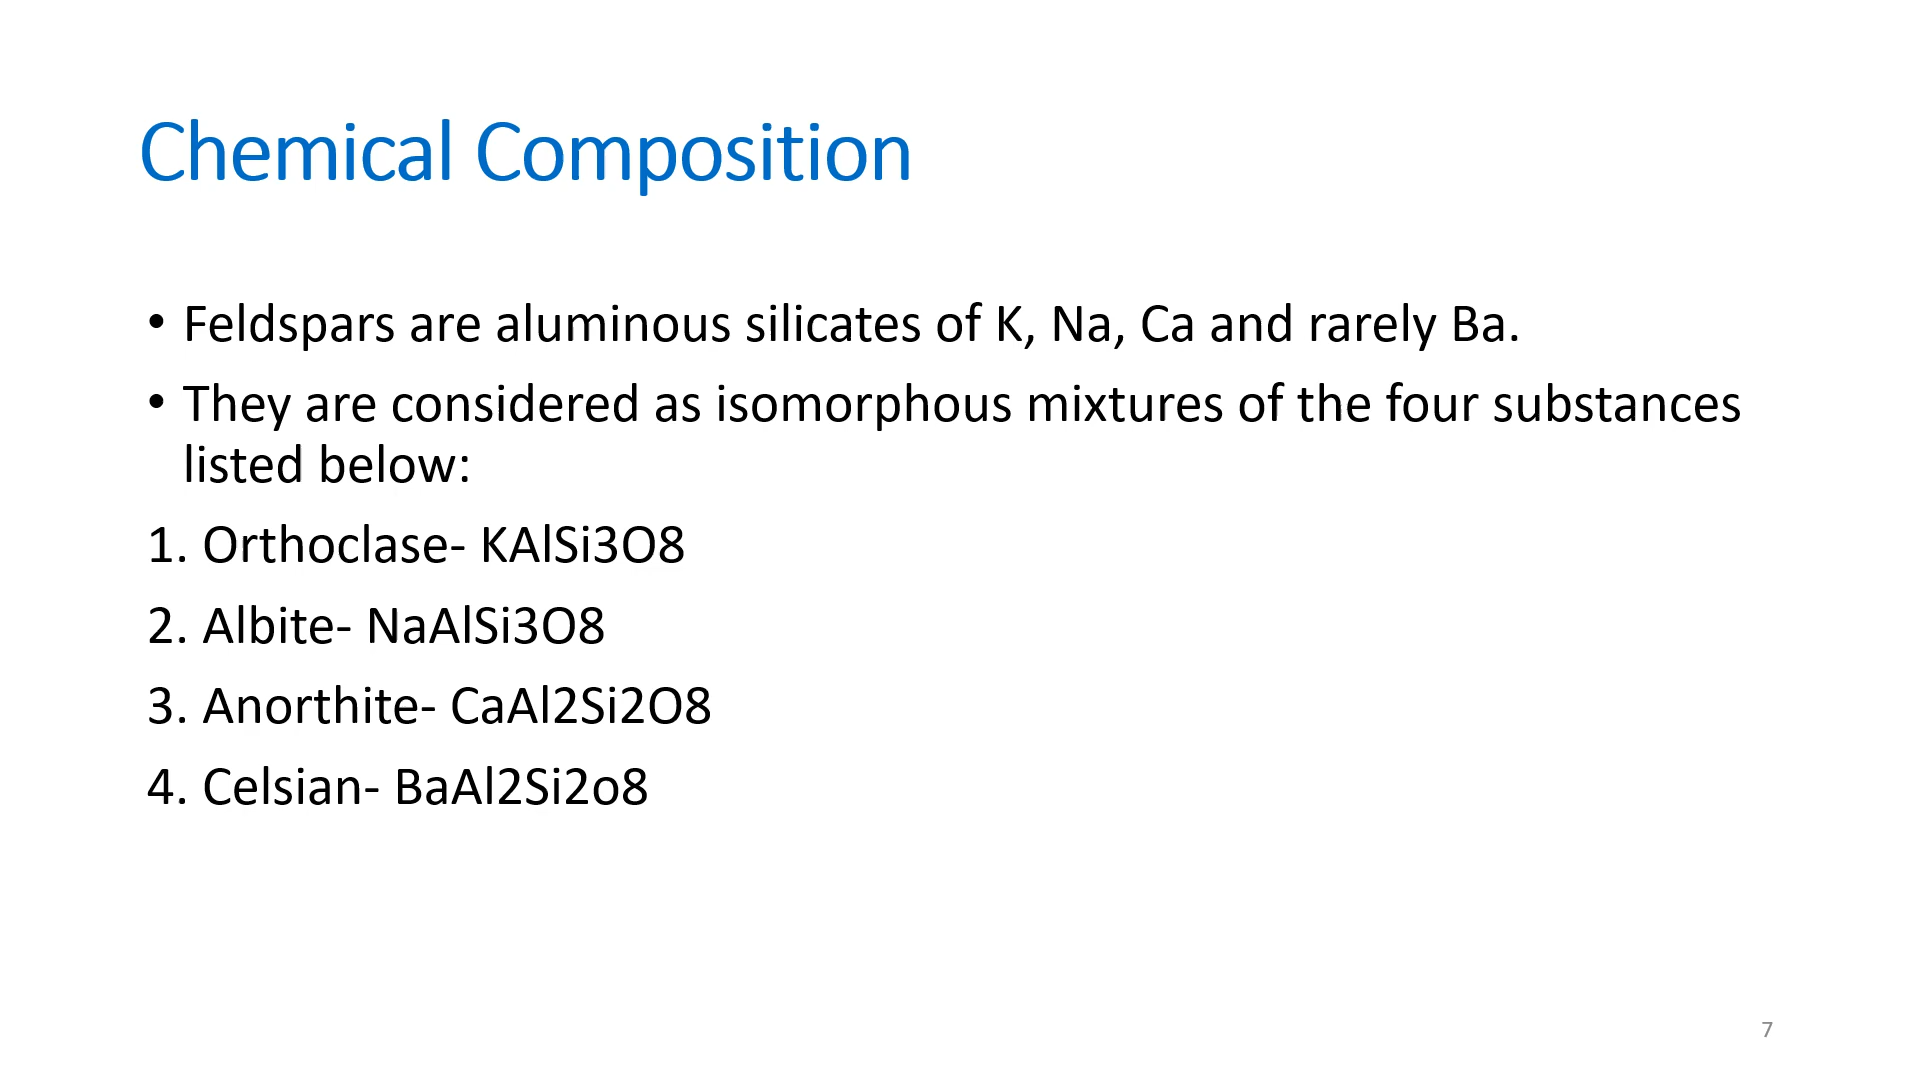 Chemical Composition
• Feldspars are aluminous silicates of K, Na, Ca and rarely Ba.
• They are considered as isomorphous mixtures of the four substances
listed below:
1. Orthoclase- KAlSi3O8
2. Albite- NaAlSi3O8
3. Anorthite- CaAl2Si2O8
4. Celsian- BaAl2Si2o8
7